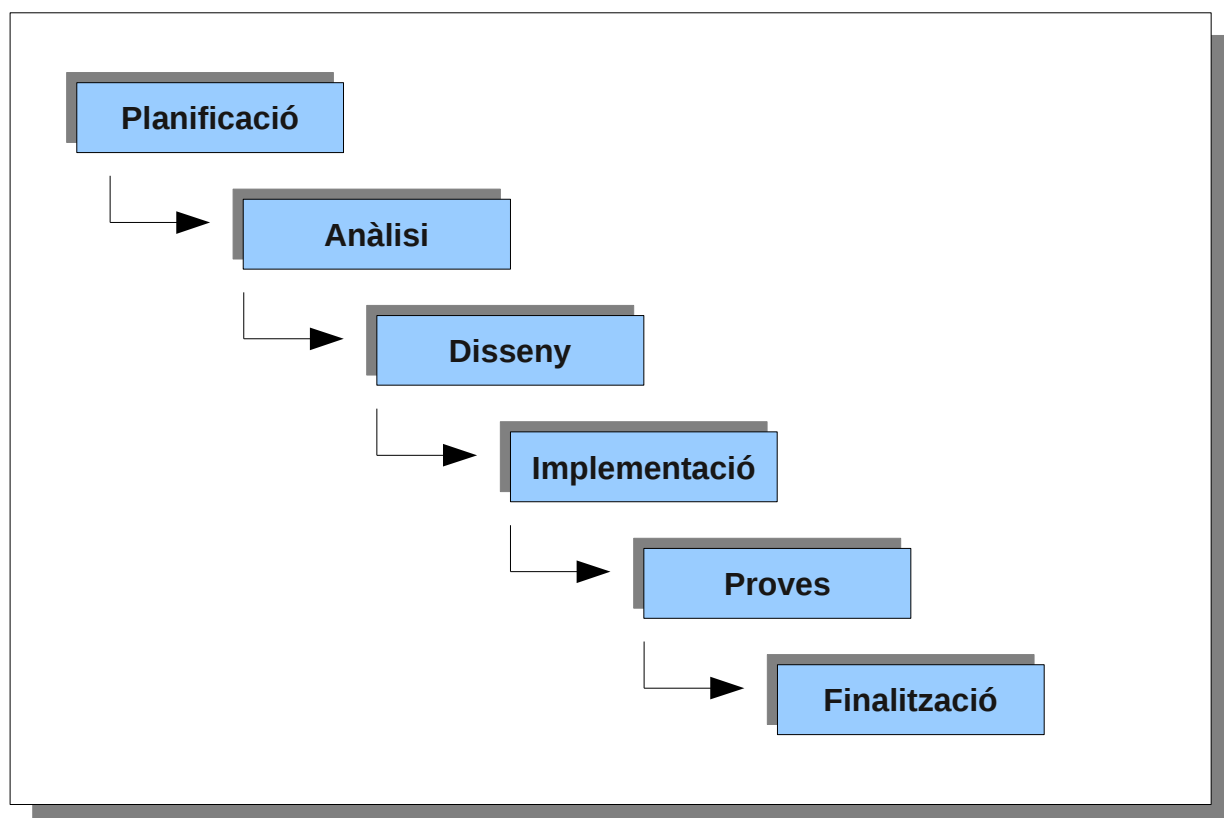 Planificació
Anàlisi
Disseny
Implementació
Proves
Finalització